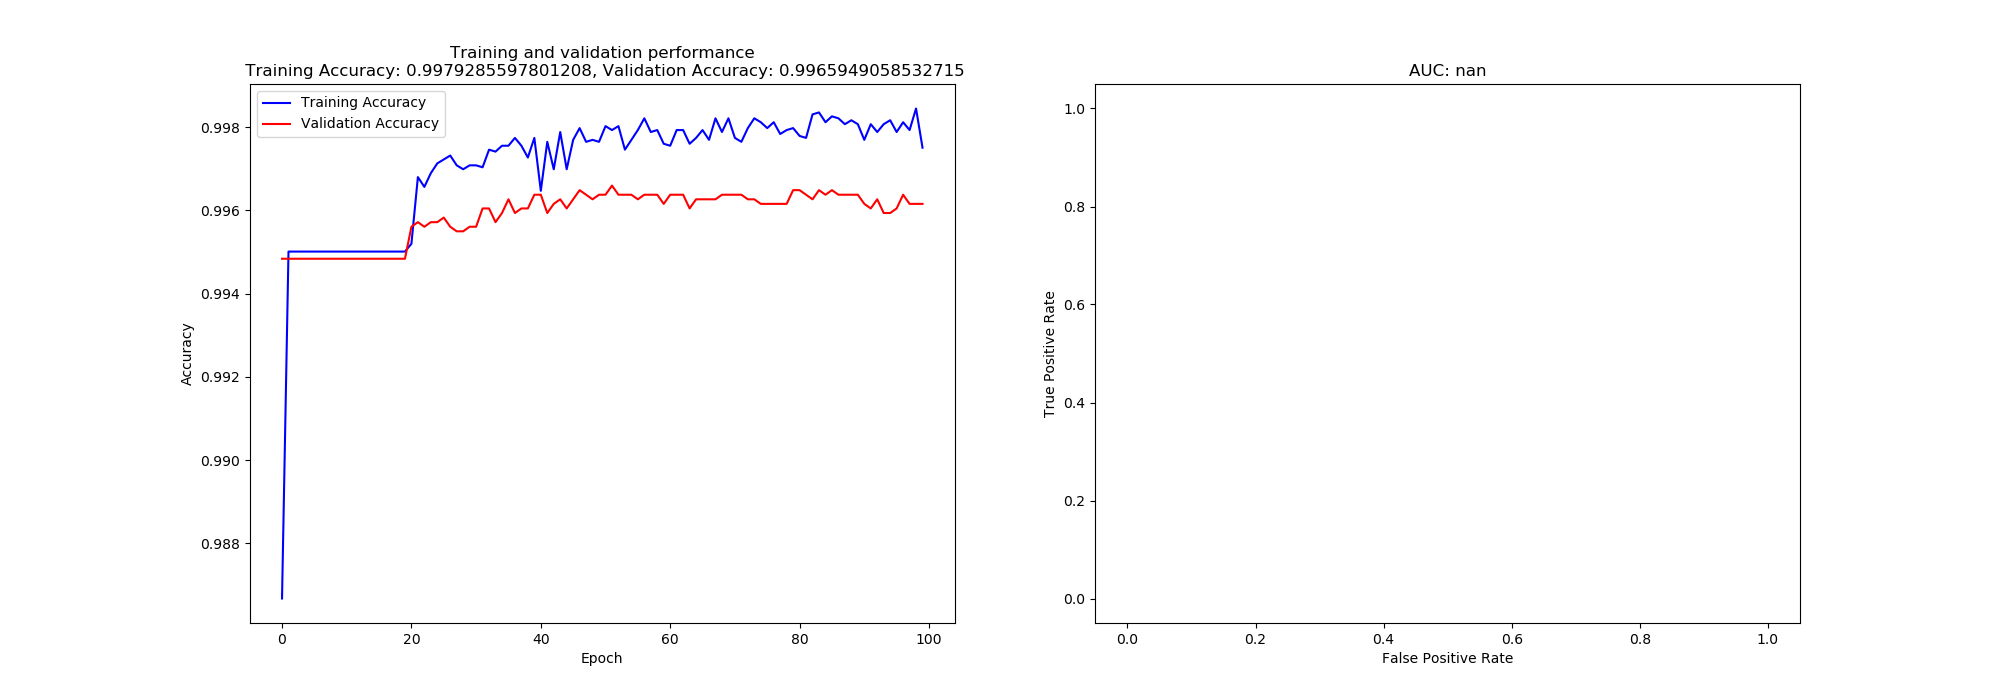 Training and validation performance
Training Accuracy: 0.9979285597801208, Validation Accuracy: 0.9965949058532715
Training Accuracy
Validation Accuracy
0.998
0.996
0.994
0.992
0.990
0.988
Accuracy
0
20
40
60
80
100
Epoch
AUC: nan
1.0
0.8
0.6
0.4
0.2
0.0
True Positive Rate
0.0
0.2
0.4
0.6
0.8
1.0
False Positive Rate